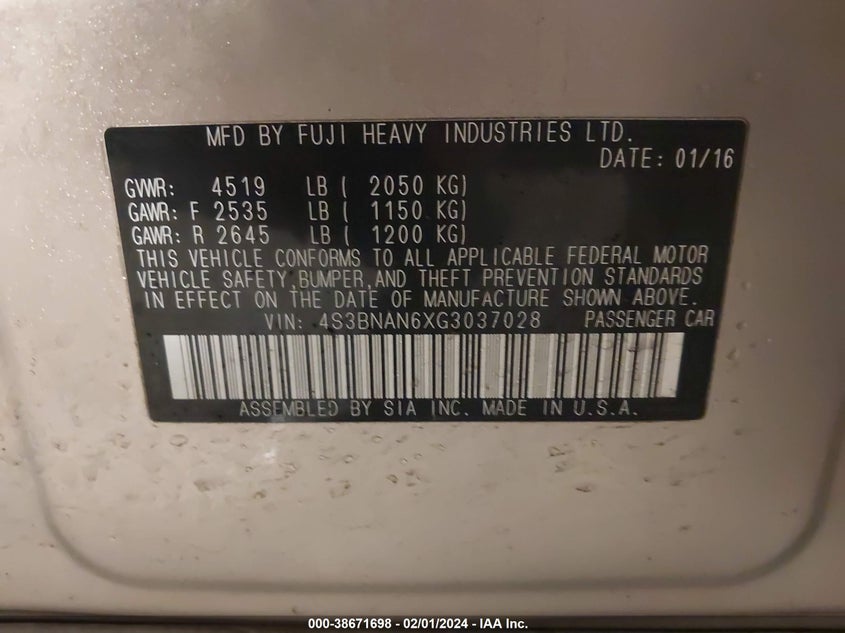 MFD BY FUJI HEAVY INDUSTRIES LTD.
DATE: 01/16
GVWR: 4519 LB ( 2050 KG)
GAWR: F 2535 LB ( 1150 KG)
GAWR: R 2645 LB ( 1200 KG)
THIS VEHICLE CONFORMS TO ALL APPLICABLE FEDERAL MOTOR
VEHICLE SAFETY,BUMPER,AND THEFT PREVENTION STANDARDS
IN EFFECT ON THE DATE OF MANUFACTURE SHOWN ABOVE.
VIN: 4S3BNAN6XG3037028 PASSENGER CAR
ASSEMBLED BY SIA INC. MADE IN U.S.A.
000-38671698 - 02/01/2024 - IAA Inc.